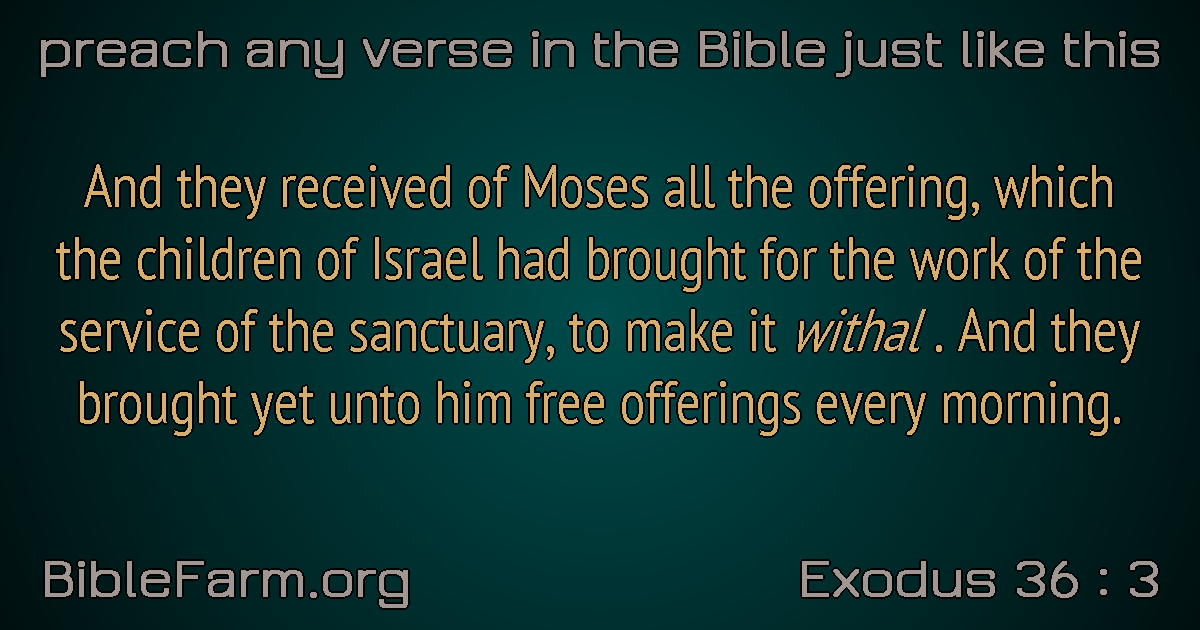 preach any verse in the Bible just like this
And they received of Moses all the offering, which
the children of Israel had brought for the work of the
service of the sanctuary, to make it withal . And they
brought yet unto him free offerings every morning.
BibleFarm.org
Exodus 36 : 3